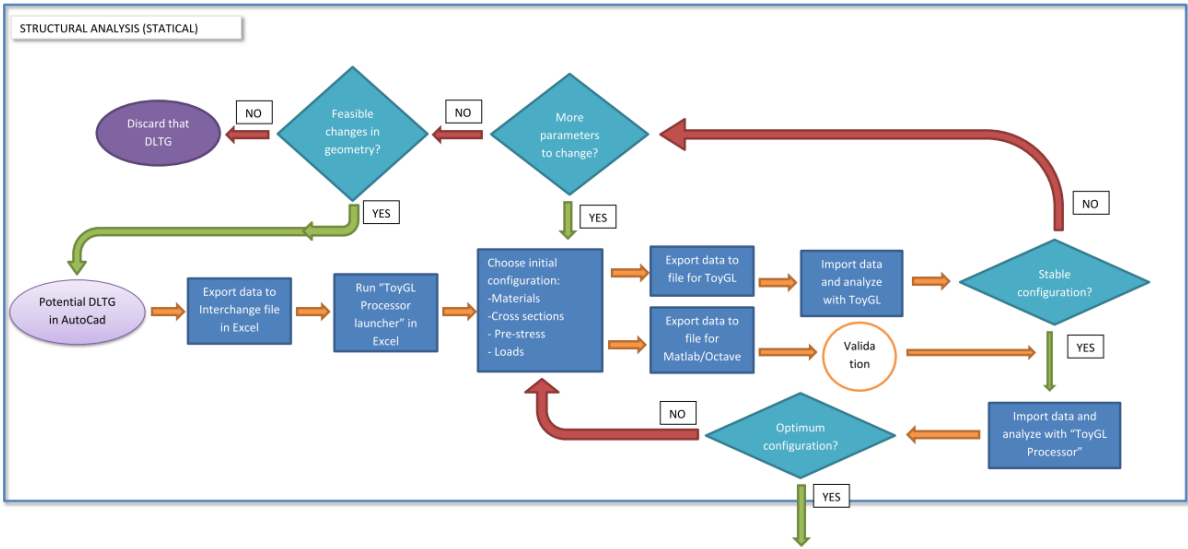 STRUCTURAL ANALYSIS (STATICAL)
Discard that
DLTG
NO
Feasible
changes in
geometry?
NO
More
parameters
to change?
YES
YES
NO
Potential DLTG
in AutoCad
Export data to
Interchange file
in Excel
Run “ToyGL
Processor
launcher” in
Excel
Choose initial
configuration:
-Materials
-Cross sections
- Pre-stress
- Loads
Export data to
file for ToyGL
Import data
and analyze
with ToyGL
Stable
configuration?
Export data to
file for
Matlab/Octave
Valida
tion
YES
NO
Optimum
configuration?
Import data and
analyze with “ToyGL
Processor”
YES